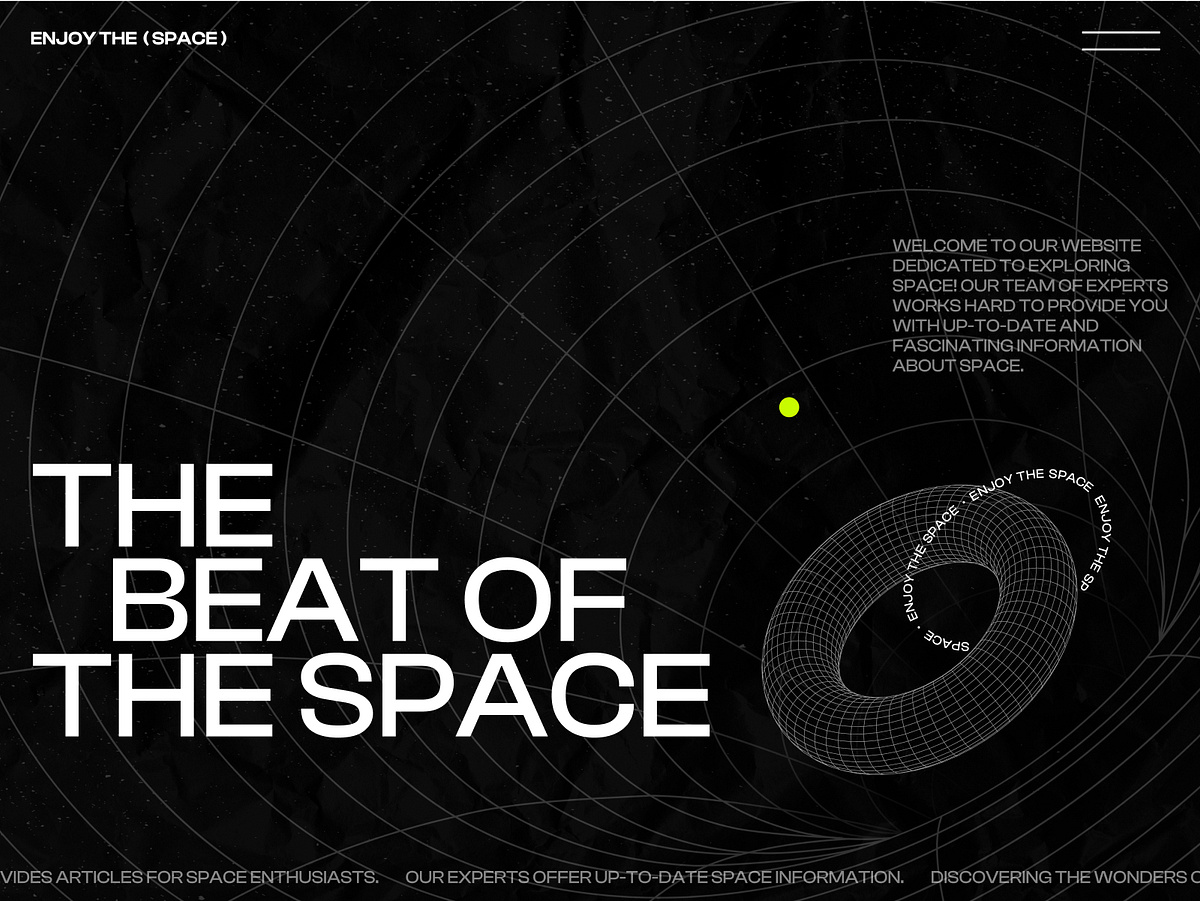 ENJOY THE (SPACE)
WELCOME TO OUR WEBSITE
DEDICATED TO EXPLORING
SPACE! OUR TEAM OF EXPERTS
WORKS HARD TO PROVIDE YOU
WITH UP-TO-DATE AND
FASCINATING INFORMATION
ABOUT SPACE.
THE
BEAT OF
THE SPACE
SPACE • ENJOY THE SPACE • ENJOY THE SPACE ENJOY THE SP
VIDES ARTICLES FOR SPACE ENTHUSIASTS. OUR EXPERTS OFFER UP-TO-DATE SPACE INFORMATION. DISCOVERING THE WONDERS